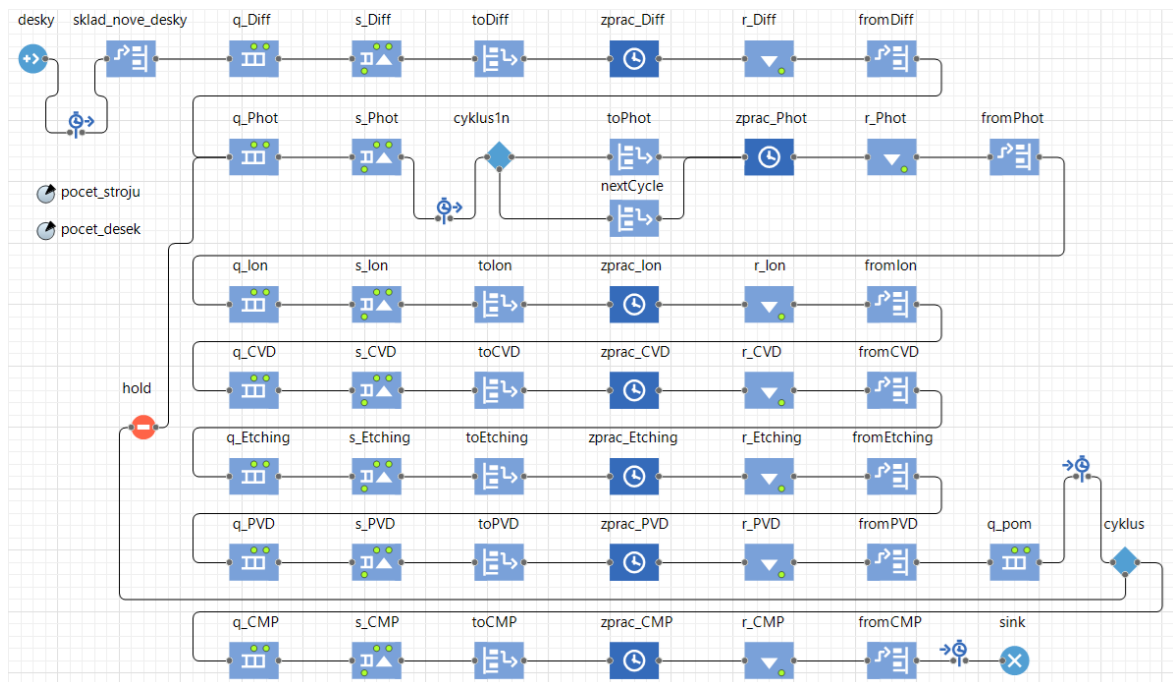 desky sklad_nove_desky q_Diff s_Diff toDiff zprac_Diff r_Diff fromDiff
q_Phot s_Phot cyklus1n toPhot zprac_Phot r_Phot fromPhot
nextCycle
pocet_stroju
pocet_desek
q_Ion s_Ion toIon zprac_Ion r_Ion fromIon
q_CVD s_CVD toCVD zprac_CVD r_CVD fromCVD
hold
q_Etching s_Etching toEtching zprac_Etching r_Etching fromEtching
q_PVD s_PVD toPVD zprac_PVD r_PVD fromPVD q_pom cyklus
q_CMP s_CMP toCMP zprac_CMP r_CMP fromCMP sink